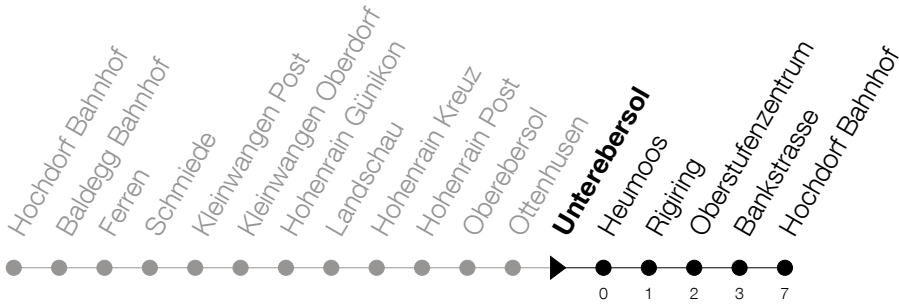 Hochdorf Bahnhof
Baldegg Bahnhof
Ferren
Schmiede
Kleinwangen Post
Kleinwangen Oberdorf
Hohenrain Günikon
Landschau
Hohenrain Kreuz
Hohenrain Post
Oberebersol
Ottenhusen
Unterebersol
Heumoos
Rigiring
Oberstufenzentrum
Bankstrasse
Hochdorf Bahnhof
0 1 2 3 7